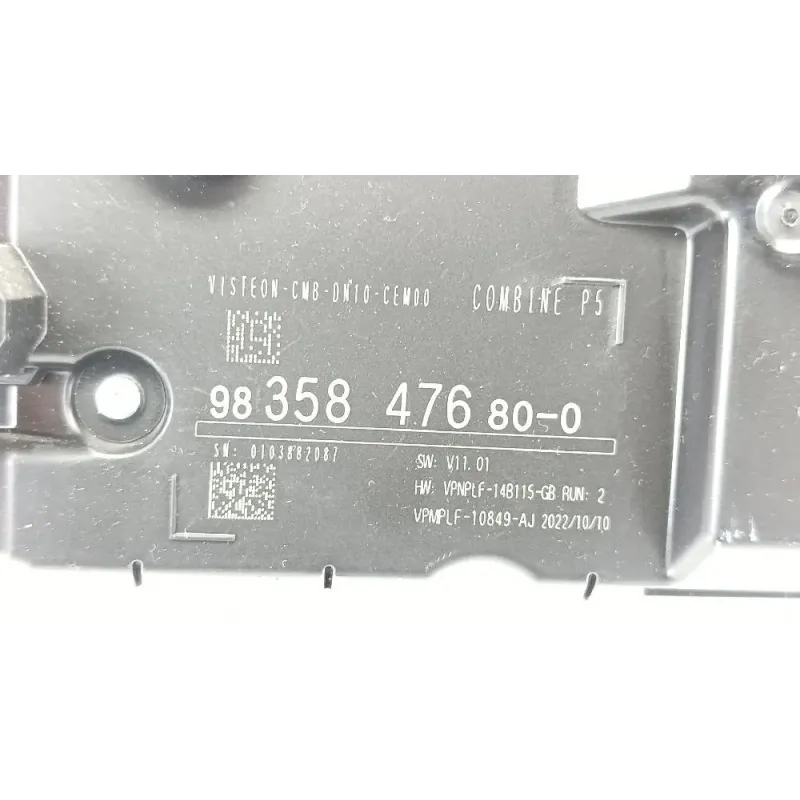 VISTEON-CMB-DN10-CEM00 COMBINE P5
98 358 476 80-0
SN: 0103882087 SW: V11.01
HW: VPNPLF-14B115-GB RUN: 2
VPMPLF-10849-AJ 2022/10/10